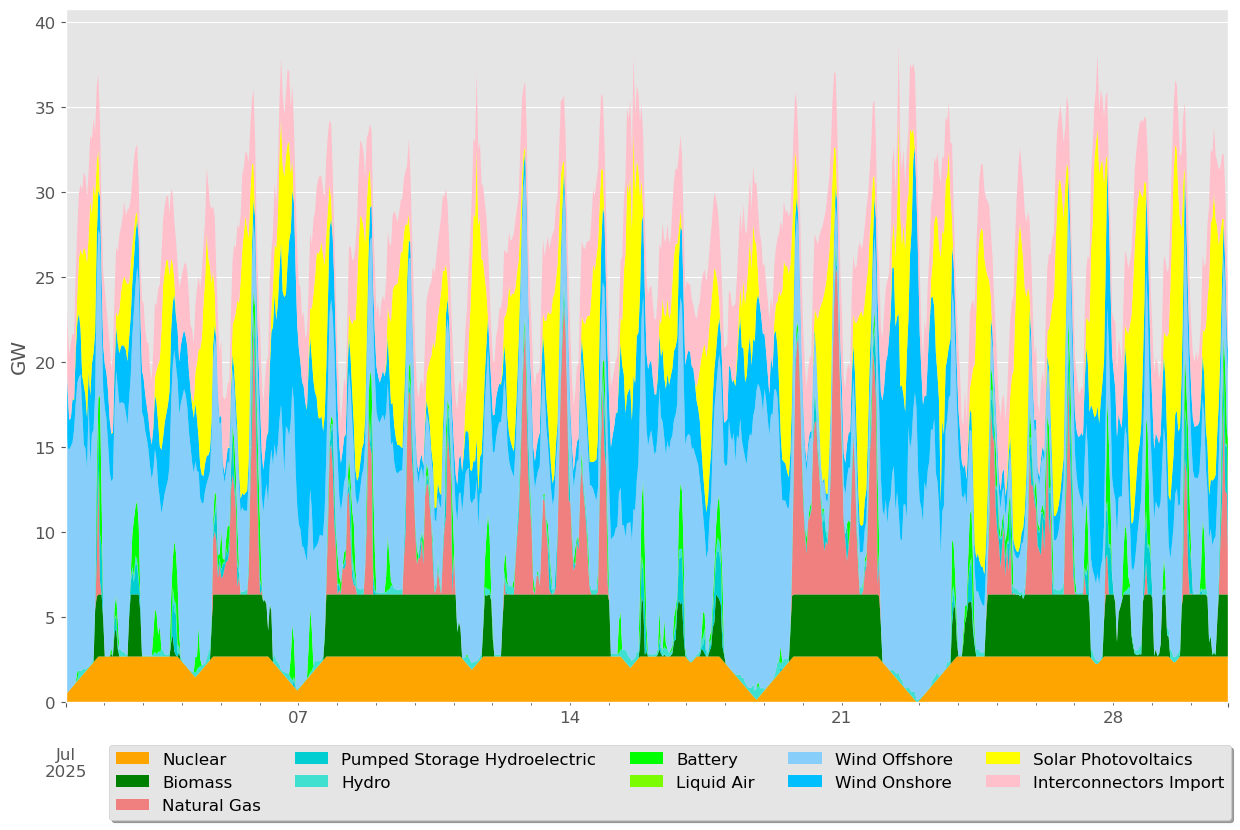 40
35
30
25
20
15
10
5
0
GW
07
14
21
28
Jul
2025
Nuclear
Biomass
Natural Gas
Pumped Storage Hydroelectric
Hydro
Battery
Liquid Air
Wind Offshore
Wind Onshore
Solar Photovoltaics
Interconnectors Import